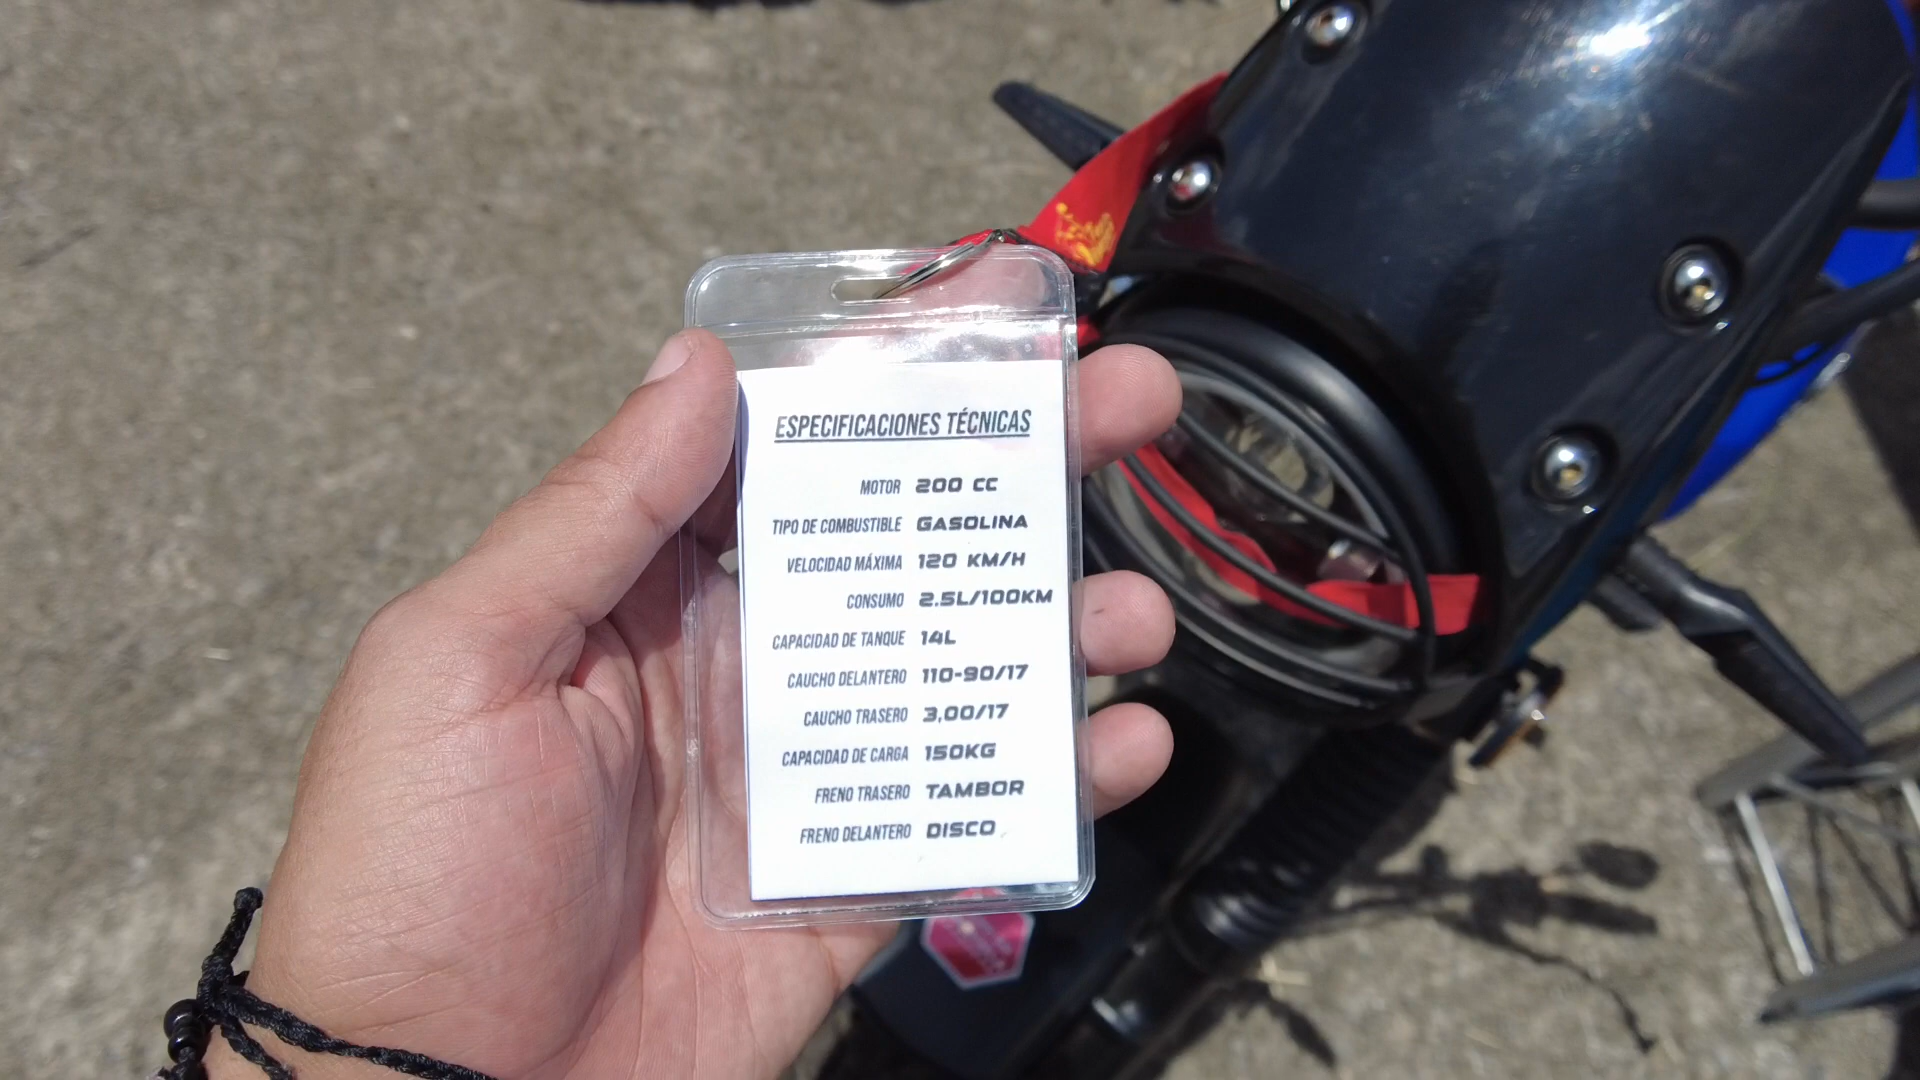 ESPECIFICACIONES TÉCNICAS
MOTOR 200 CC
TIPO DE COMBUSTIBLE GASOLINA
VELOCIDAD MÁXIMA 120 KM/H
CONSUMO 2.5L/100KM
CAPACIDAD DE TANQUE 14L
CAUCHO DELANTERO 110-90/17
CAUCHO TRASERO 3,00/17
CAPACIDAD DE CARGA 150KG
FRENO TRASERO TAMBOR
FRENO DELANTERO DISCO